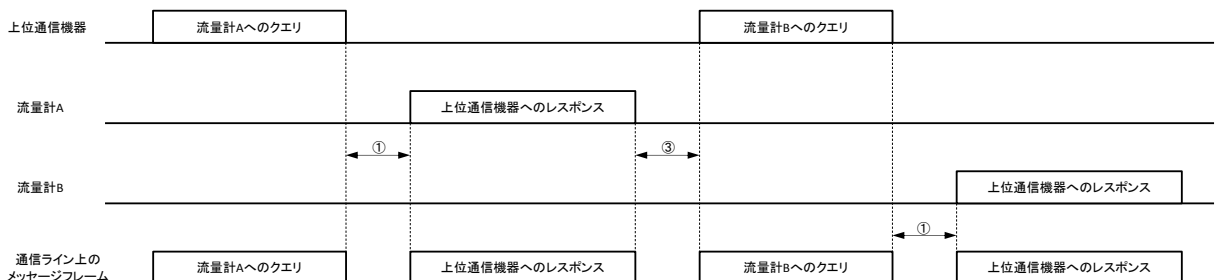 上位通信機器
流量計Aへのクエリ
流量計Bへのクエリ
流量計A
上位通信機器へのレスポンス
①
③
流量計B
上位通信機器へのレスポンス
①
通信ライン上の
メッセージフレーム
流量計Aへのクエリ
上位通信機器へのレスポンス
流量計Bへのクエリ
上位通信機器へのレスポンス